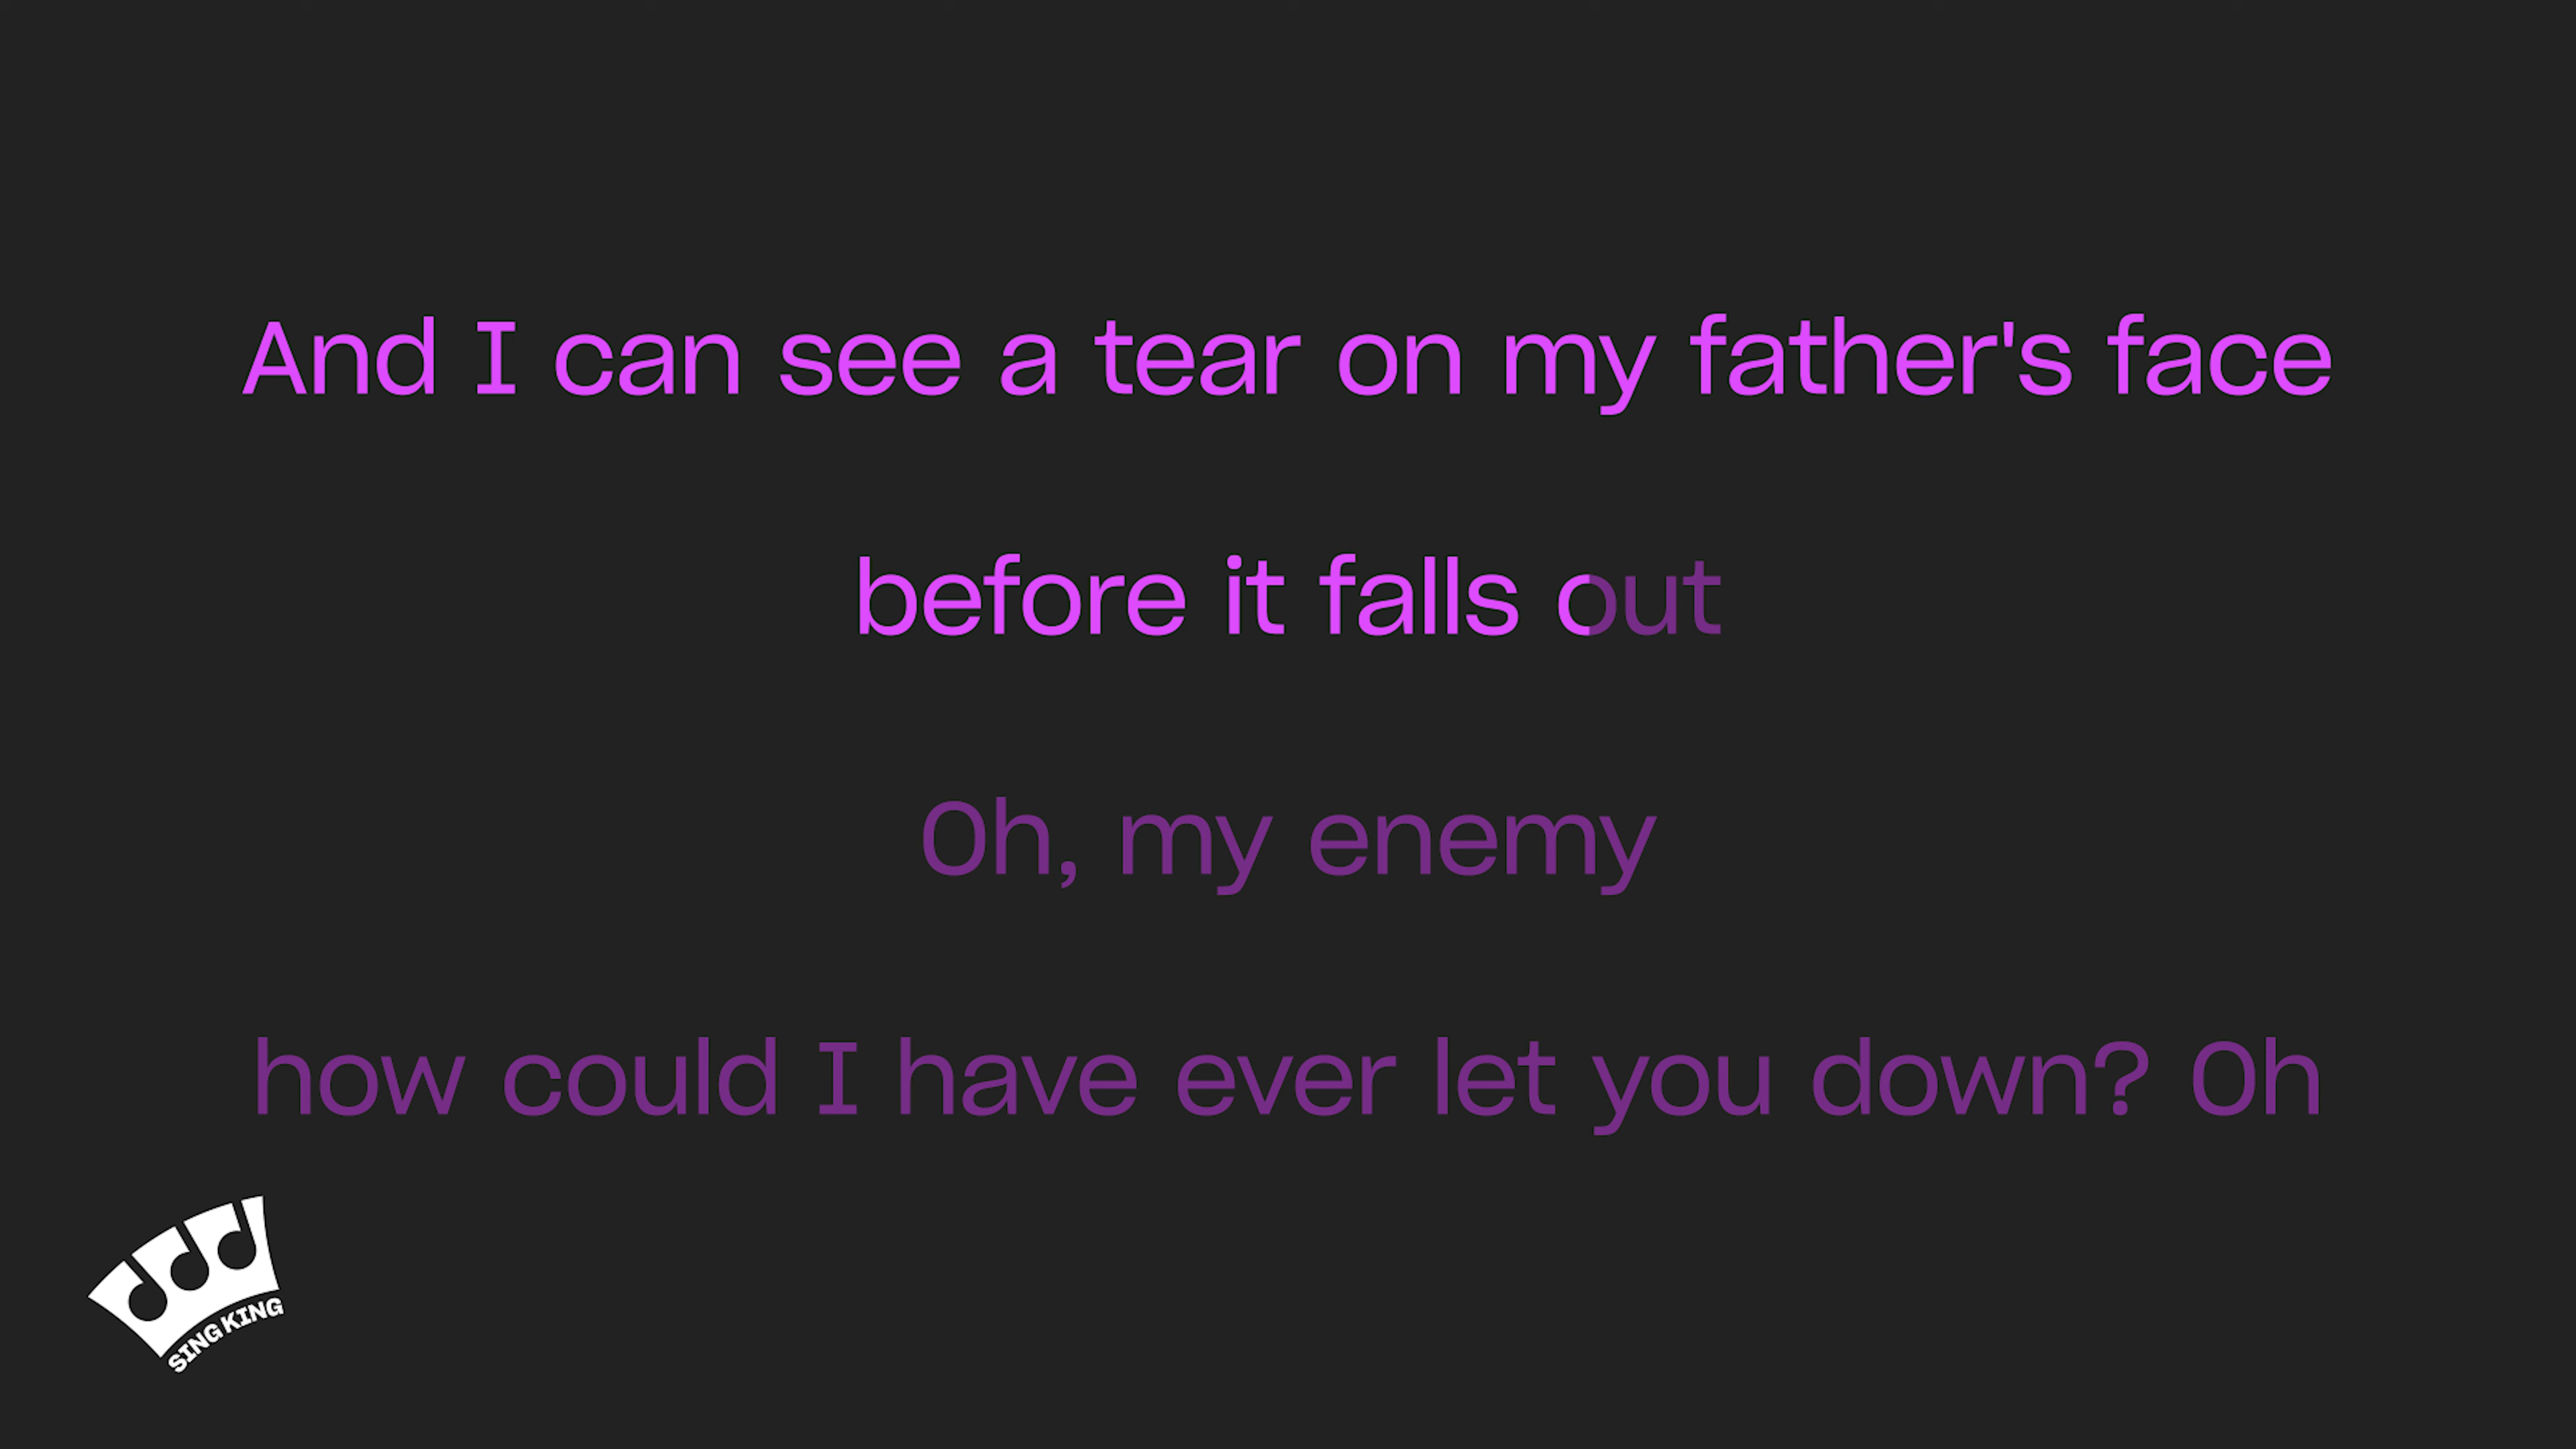 And I can see a tear on my father's face
before it falls out
Oh, my enemy
how could I have ever let you down? Oh
SING KING